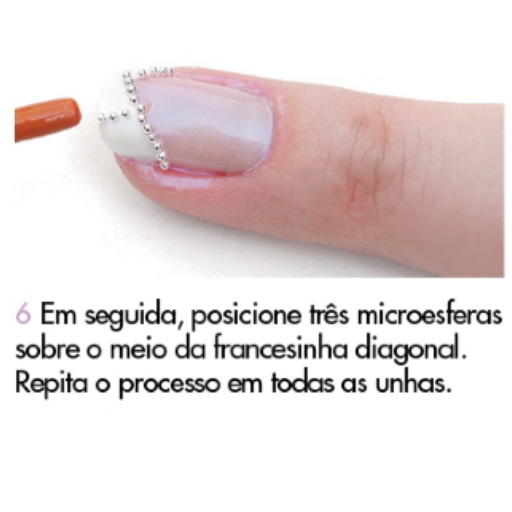 6 Em seguida, posicione três microesferas
sobre o meio da francesinha diagonal.
Repita o processo em todas as unhas.